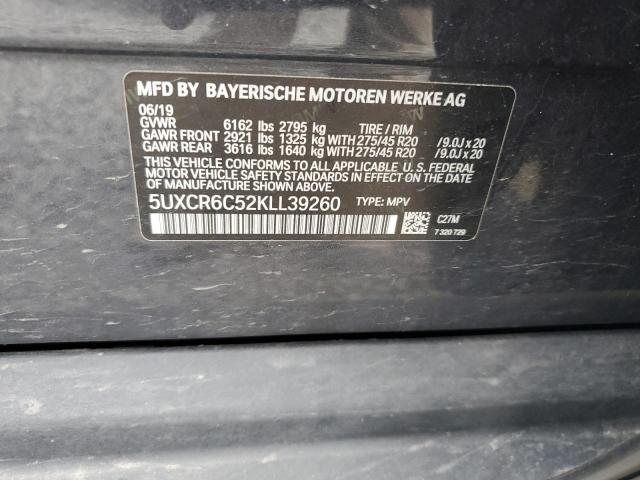 MFD BY BAYERISCHE MOTOREN WERKE AG
06/19
GVWR 6162 lbs 2795 kg TIRE / RIM
GAWR FRONT 2921 lbs 1325 kg WITH 275/45 R20 /9.0J x 20
GAWR REAR 3616 lbs 1640 kg WITH 275/45 R20 /9.0J x 20
THIS VEHICLE CONFORMS TO ALL APPLICABLE U. S. FEDERAL
MOTOR VEHICLE SAFETY STANDARDS IN EFFECT ON THE
DATE OF MANUFACTURE SHOWN ABOVE.
5UXCR6C52KLL39260 TYPE: MPV
C27M
7 320 729